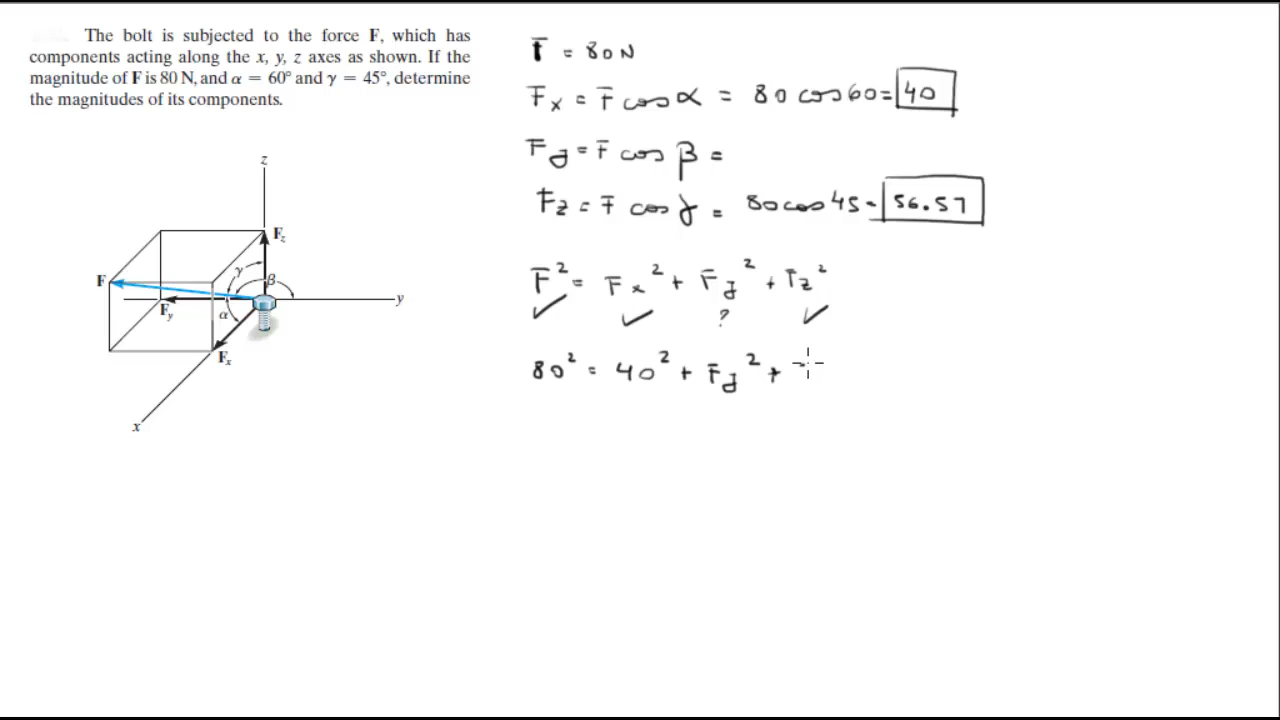 The bolt is subjected to the force F, which has
components acting along the x, y, z axes as shown. If the
magnitude of F is 80 N, and α = 60° and γ = 45°, determine
the magnitudes of its components.
F = 80N
Fx = F cos α = 80 cos 60 = 40
Fy = F cos β =
Fz = F cos γ = 80 cos 45 = 56.57
F² = Fx² + Fy² + Fz²
?
80² = 40² + Fy² +
z
Fz
F
γ
β
Fy
α
y
Fx
x